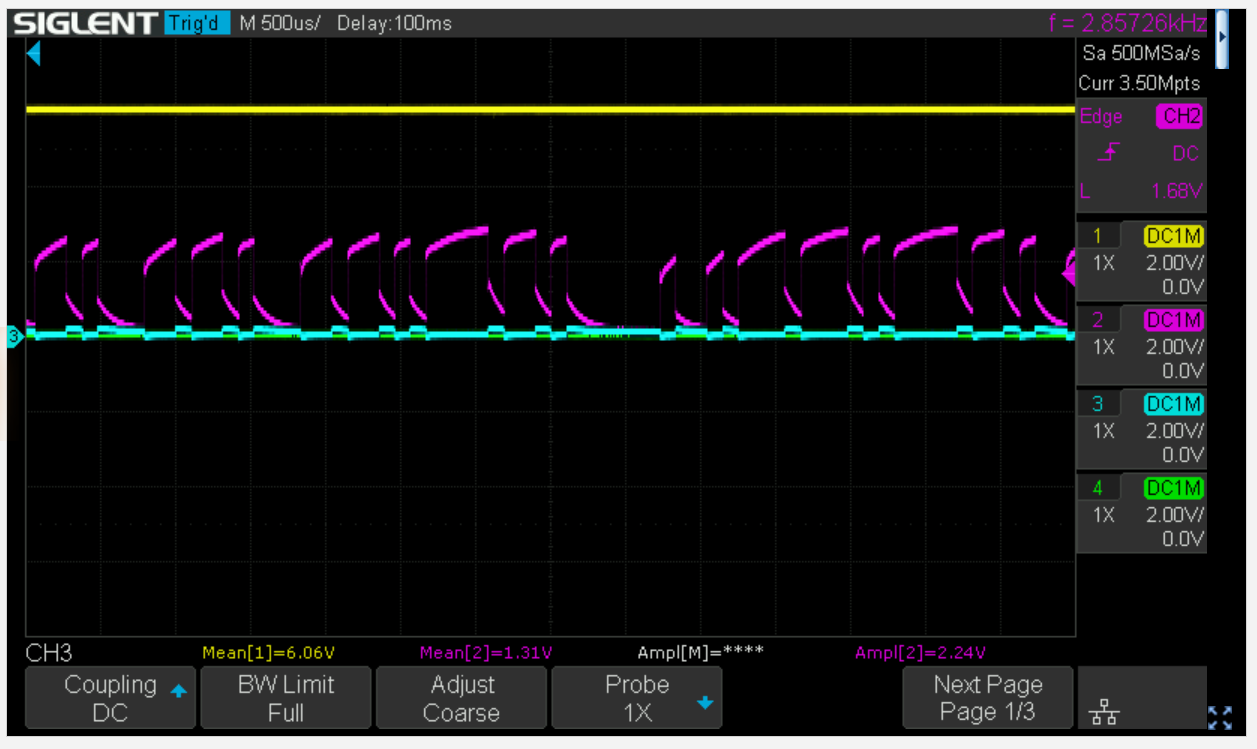 SIGLENT Trig'd M 500us/ Delay:100ms f = 2.85726kHz
Sa 500MSa/s
Curr 3.50Mpts
Edge CH2
DC
L 1.68V
1 DC1M
1X 2.00V/
0.0V
2 DC1M
1X 2.00V/
0.0V
3 DC1M
1X 2.00V/
0.0V
4 DC1M
1X 2.00V/
0.0V
3
CH3 Mean[1]=6.06V Mean[2]=1.31V Ampl[M]=**** Ampl[2]=2.24V
Coupling BW Limit Adjust Probe Next Page
DC Full Coarse 1X Page 1/3